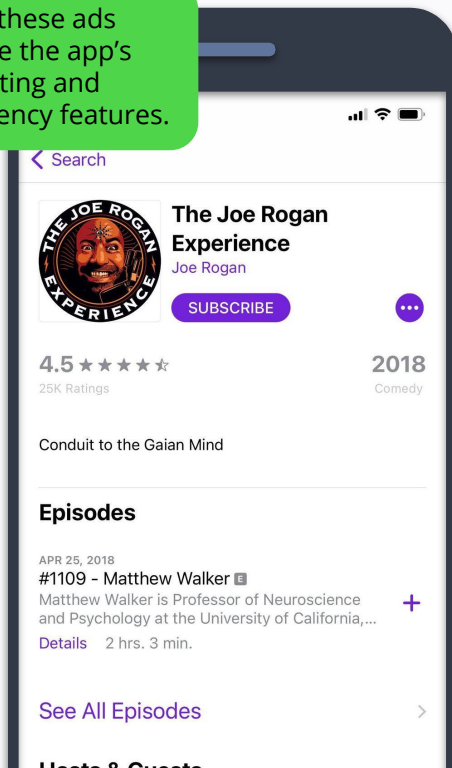 these ads
e the app's
ting and
ency features.
Search
THE JOE ROGAN
EXPERIENCE
The Joe Rogan
Experience
Joe Rogan
SUBSCRIBE
4.5
25K Ratings
2018
Comedy
Conduit to the Gaian Mind
Episodes
APR 25, 2018
#1109 - Matthew Walker E
Matthew Walker is Professor of Neuroscience
and Psychology at the University of California,...
Details 2 hrs. 3 min.
See All Episodes
Hosts & Guests